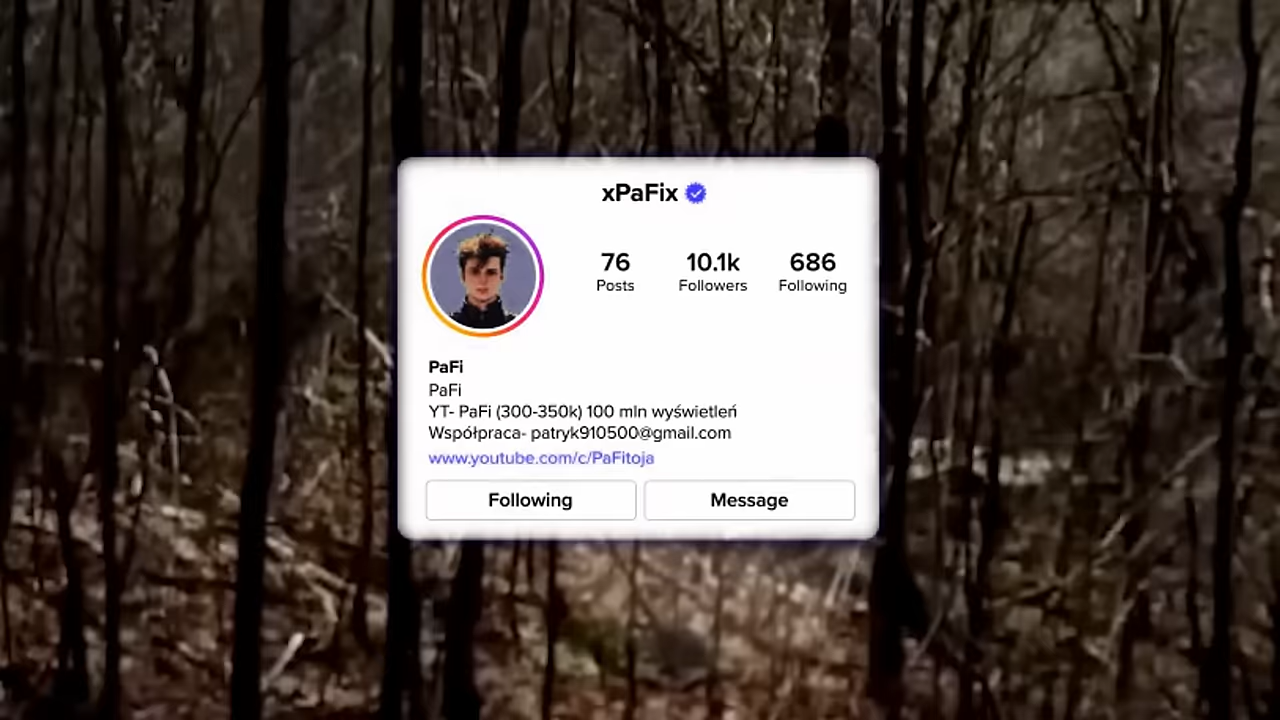 xPaFix
76 10.1k 686
Posts Followers Following
PaFi
PaFi
YT- PaFi (300-350k) 100 mln wyświetleń
Współpraca- patryk910500@gmail.com
www.youtube.com/c/PaFitoja
Following Message